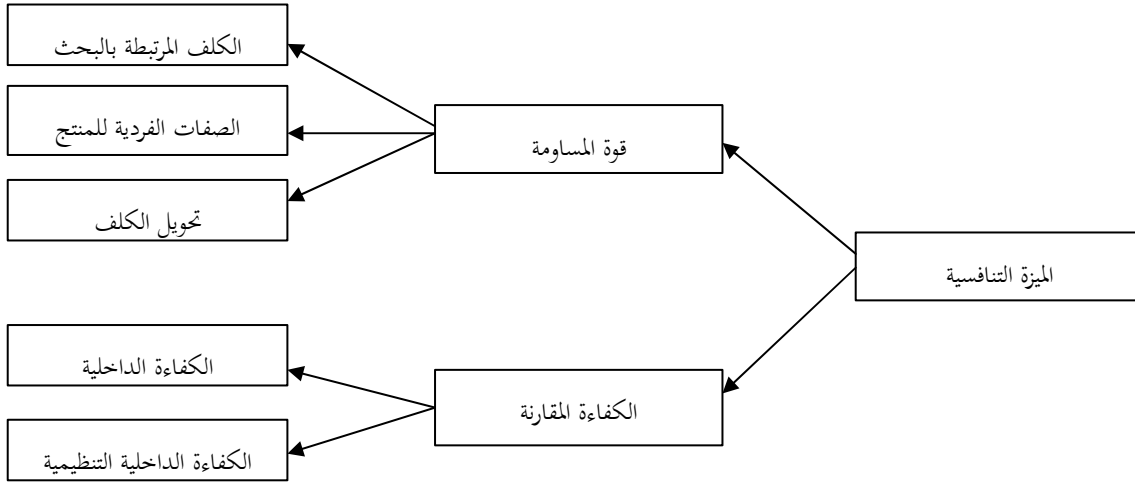 الميزة التنافسية
قوة المساومة
الكلف المرتبطة بالبحث
الصفات الفردية للمنتج
تحويل الكلف
الكفاءة المقارنة
الكفاءة الداخلية
الكفاءة الداخلية التنظيمية